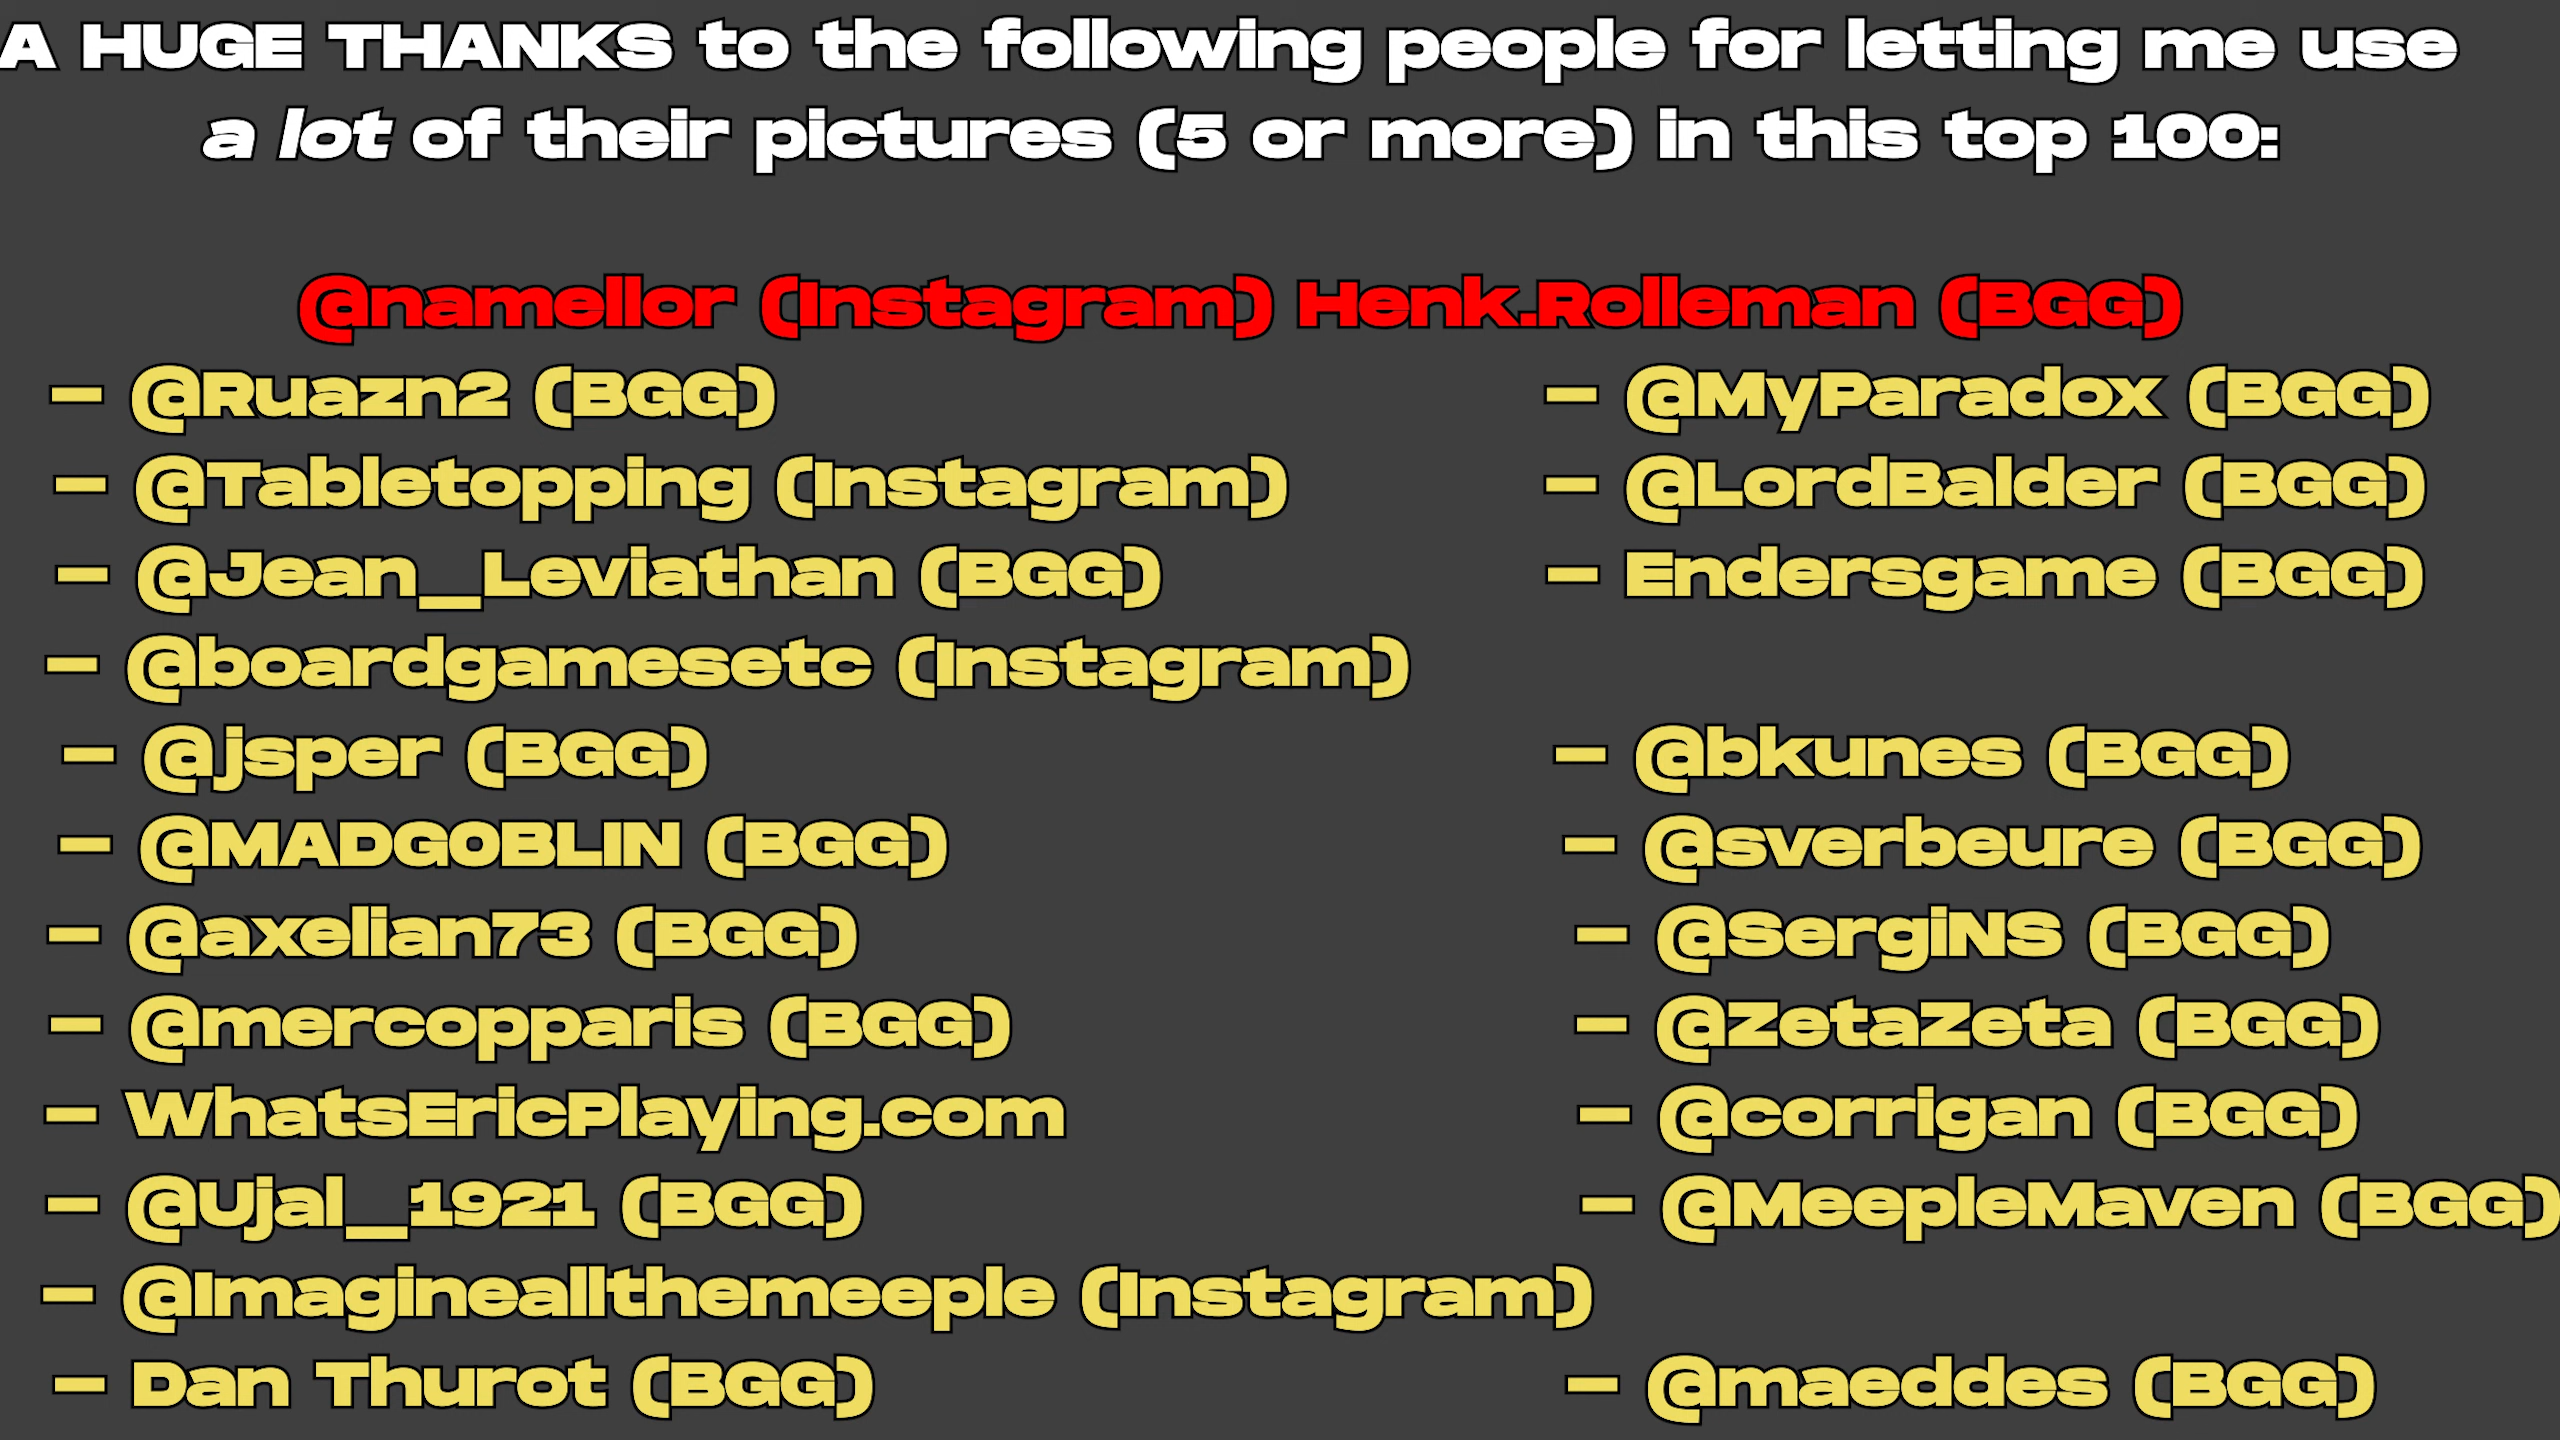 A HUGE THANKS to the following people for letting me use
a lot of their pictures (5 or more) in this top 100:
@namellor (Instagram) Henk.Rolleman (BGG)
- @Ruazn2 (BGG) - @MyParadox (BGG)
- @Tabletopping (Instagram) - @LordBalder (BGG)
- @Jean_Leviathan (BGG) - Endersgame (BGG)
- @boardgamesetc (Instagram)
- @jsper (BGG) - @bkunes (BGG)
- @MADGOBLIN (BGG) - @sverbeure (BGG)
- @axelian73 (BGG) - @SergiNS (BGG)
- @mercopparis (BGG) - @ZetaZeta (BGG)
- WhatsEricPlaying.com - @corrigan (BGG)
- @Ujal_1921 (BGG) - @MeepleMaven (BGG)
- @Imagineallthemeeple (Instagram)
- Dan Thurot (BGG) - @maeddes (BGG)